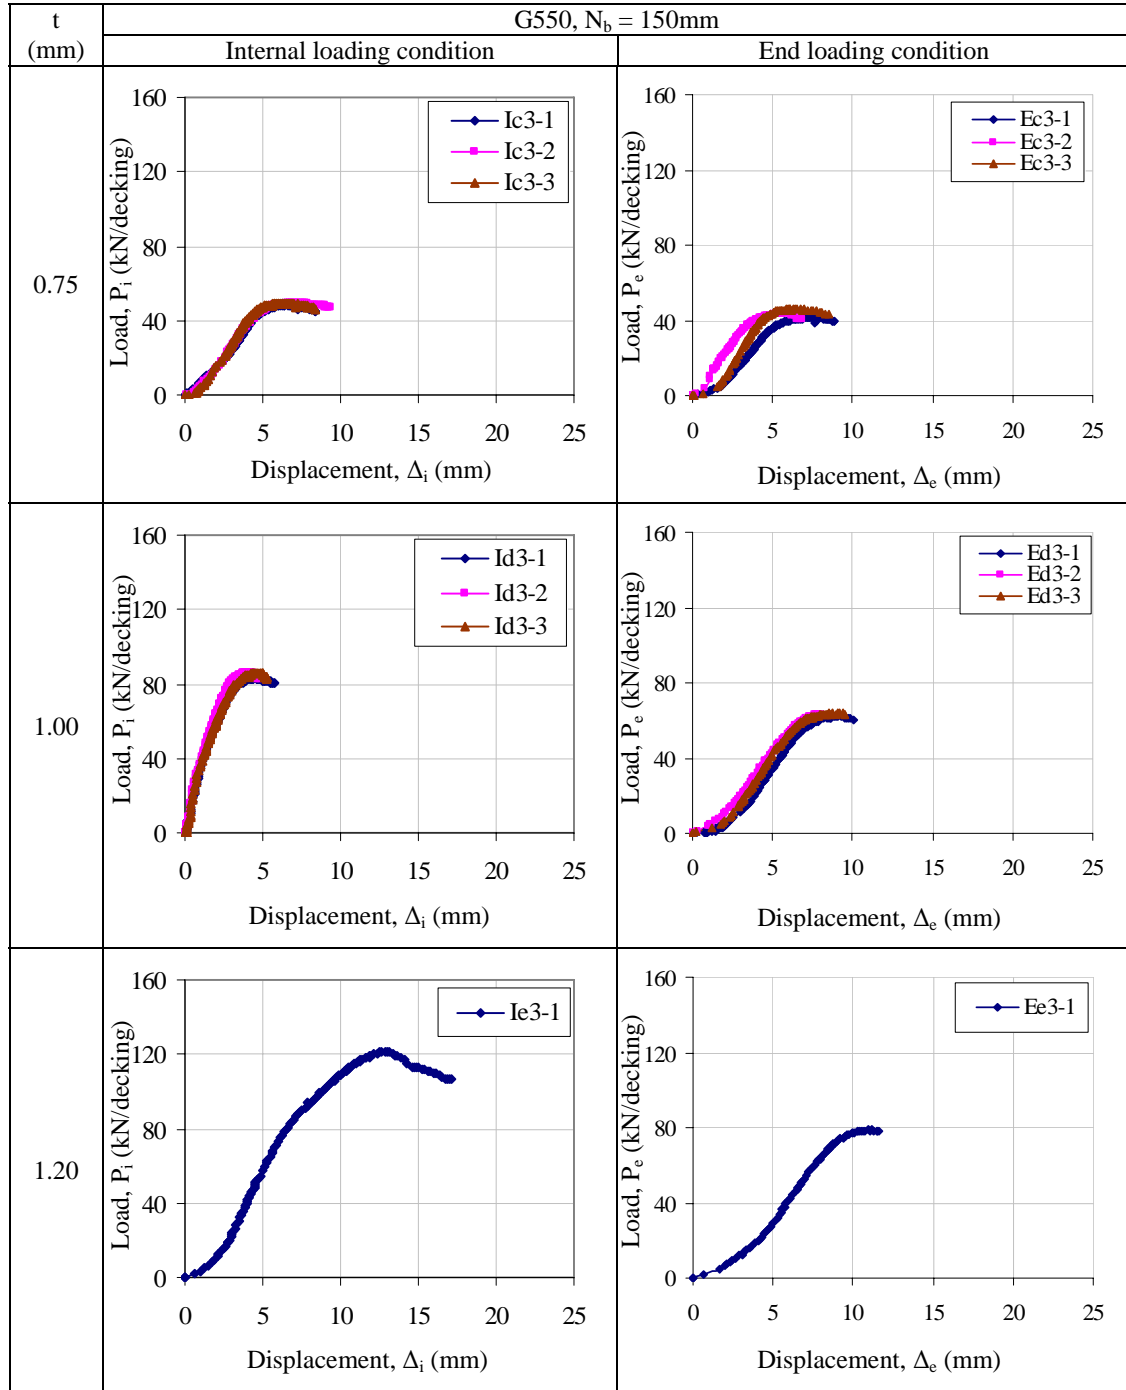 t
(mm)
G550, N_b = 150mm
Internal loading condition
End loading condition
0.75
Load, P_i (kN/decking)
160
120
80
40
0
Ic3-1
Ic3-2
Ic3-3
0 5 10 15 20 25
Displacement, Δ_i (mm)
Load, P_e (kN/decking)
160
120
80
40
0
Ec3-1
Ec3-2
Ec3-3
0 5 10 15 20 25
Displacement, Δ_e (mm)
1.00
Load, P_i (kN/decking)
160
120
80
40
0
Id3-1
Id3-2
Id3-3
0 5 10 15 20 25
Displacement, Δ_i (mm)
Load, P_e (kN/decking)
160
120
80
40
0
Ed3-1
Ed3-2
Ed3-3
0 5 10 15 20 25
Displacement, Δ_e (mm)
1.20
Load, P_i (kN/decking)
160
120
80
40
0
Ie3-1
0 5 10 15 20 25
Displacement, Δ_i (mm)
Load, P_e (kN/decking)
160
120
80
40
0
Ee3-1
0 5 10 15 20 25
Displacement, Δ_e (mm)